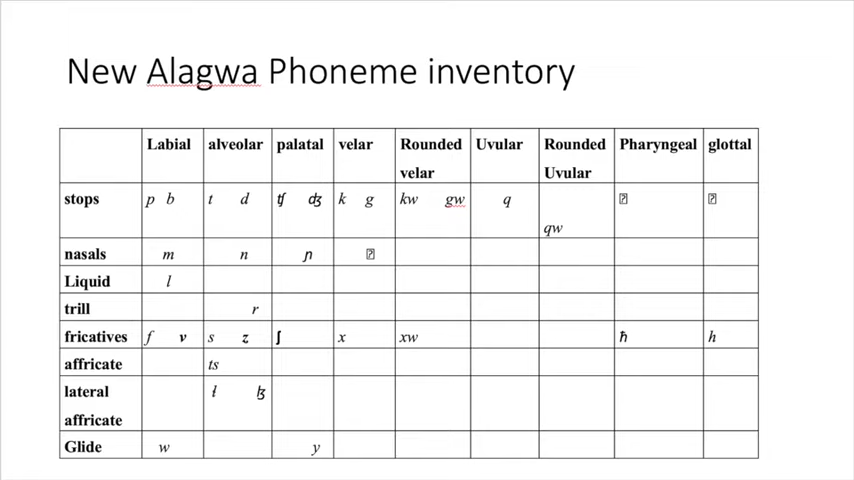 New Alagwa Phoneme inventory
Labial alveolar palatal velar Rounded velar Uvular Rounded Uvular Pharyngeal glottal
stops p b t d ʧ ʤ k g kw gw q qw
nasals m n ɲ
Liquid l
trill r
fricatives f v s z ʃ x xw ħ h
affricate ts
lateral affricate ɫ ɮ
Glide w y